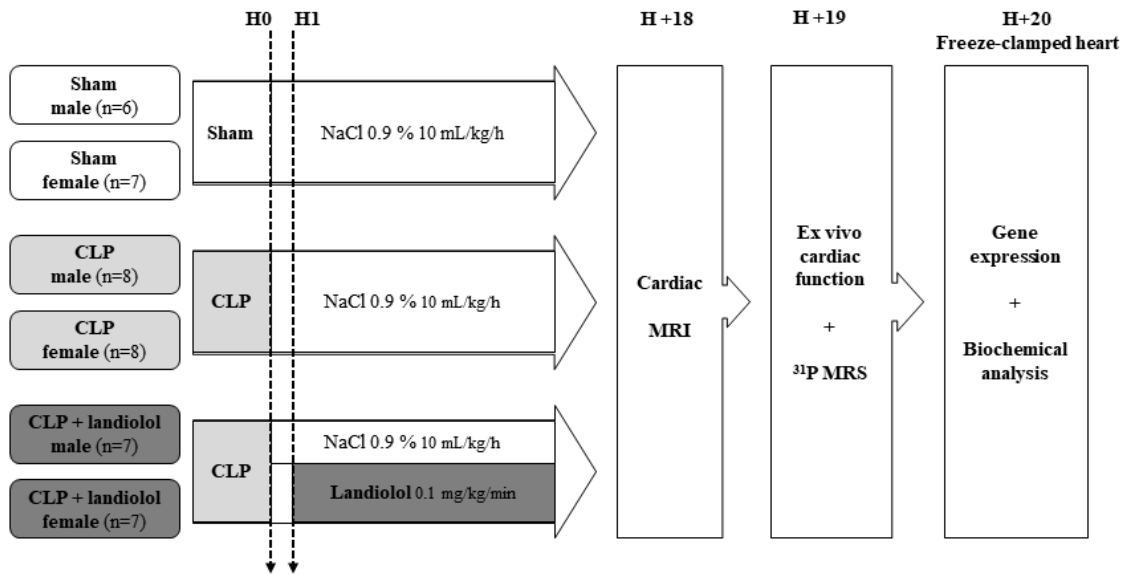 H0 H1 H +18 H +19 H+20
Freeze-clamped heart
Sham
male (n=6)
Sham
female (n=7)
Sham
NaCl 0.9 % 10 mL/kg/h
CLP
male (n=8)
CLP
female (n=8)
CLP
NaCl 0.9 % 10 mL/kg/h
CLP + landiolol
male (n=7)
CLP + landiolol
female (n=7)
CLP
NaCl 0.9 % 10 mL/kg/h
Landiolol 0.1 mg/kg/min
Cardiac
MRI
Ex vivo
cardiac
function
+
³¹P MRS
Gene
expression
+
Biochemical
analysis